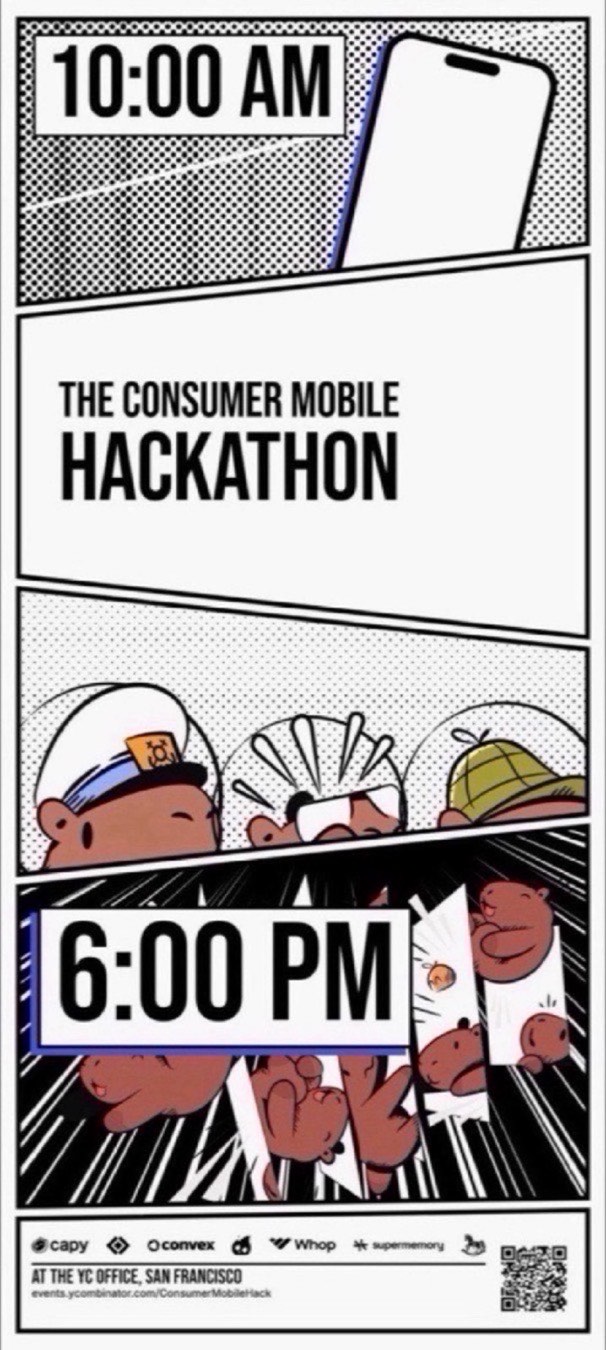 10:00 AM
THE CONSUMER MOBILE
HACKATHON
6:00 PM
capy convex Whop supermemory
AT THE YC OFFICE, SAN FRANCISCO
events.ycombinator.com/ConsumerMobileHack